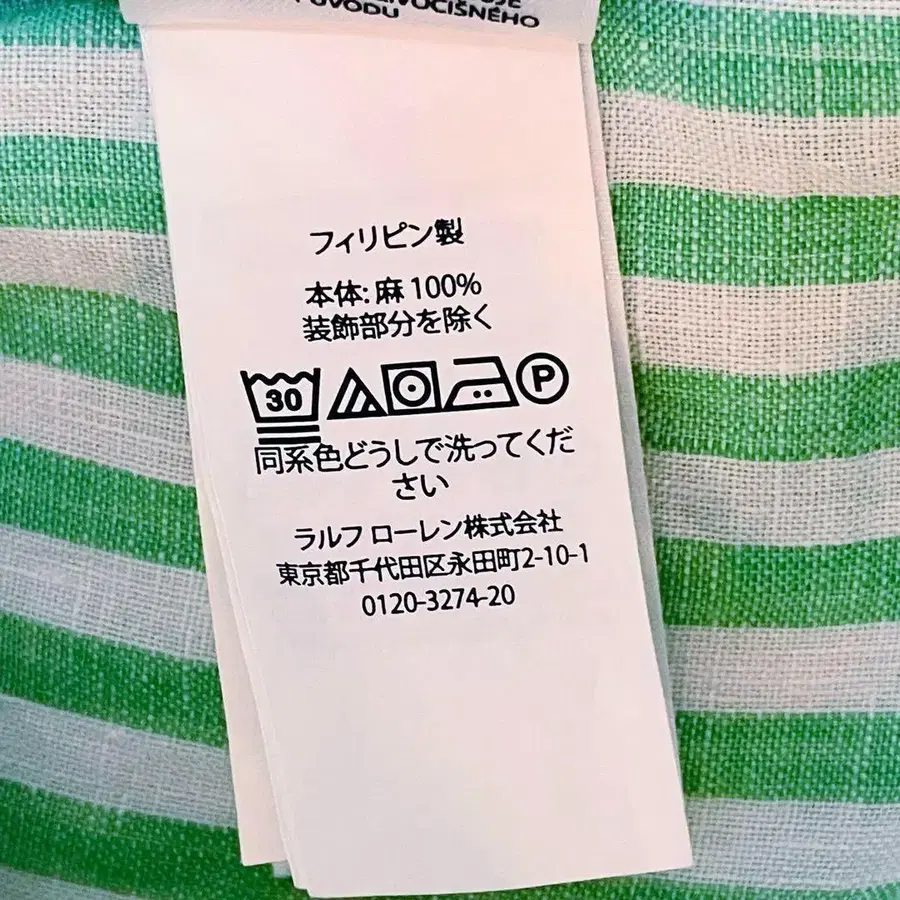 ŮVODU
フィリピン製
本体: 麻 100%
装飾部分を除く
30 P
同系色どうしで洗ってくだ
さい
ラルフ ローレン株式会社
東京都千代田区永田町2-10-1
0120-3274-20